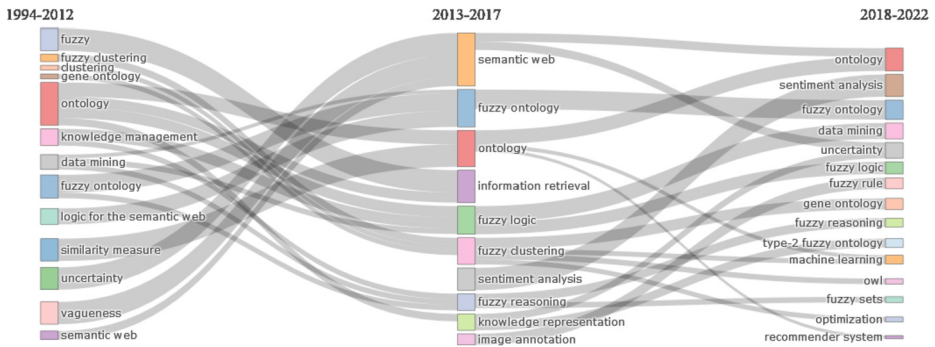 1994-2012
fuzzy
fuzzy clustering
clustering
gene ontology
ontology
knowledge management
data mining
fuzzy ontology
logic for the semantic web
similarity measure
uncertainty
vagueness
semantic web
2013-2017
semantic web
fuzzy ontology
ontology
information retrieval
fuzzy logic
fuzzy clustering
sentiment analysis
fuzzy reasoning
knowledge representation
image annotation
2018-2022
ontology
sentiment analysis
fuzzy ontology
data mining
uncertainty
fuzzy logic
fuzzy rule
gene ontology
fuzzy reasoning
type-2 fuzzy ontology
machine learning
owl
fuzzy sets
optimization
recommender system